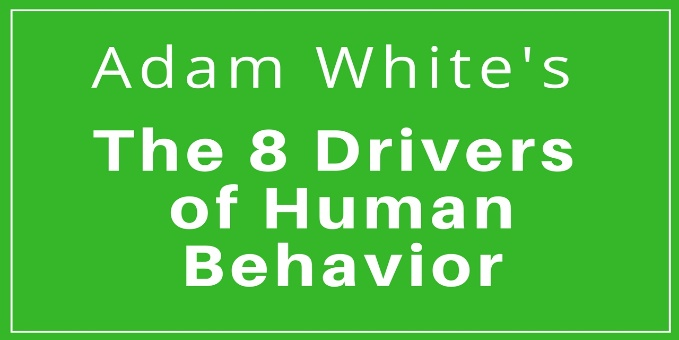 Adam White's
The 8 Drivers
of Human
Behavior